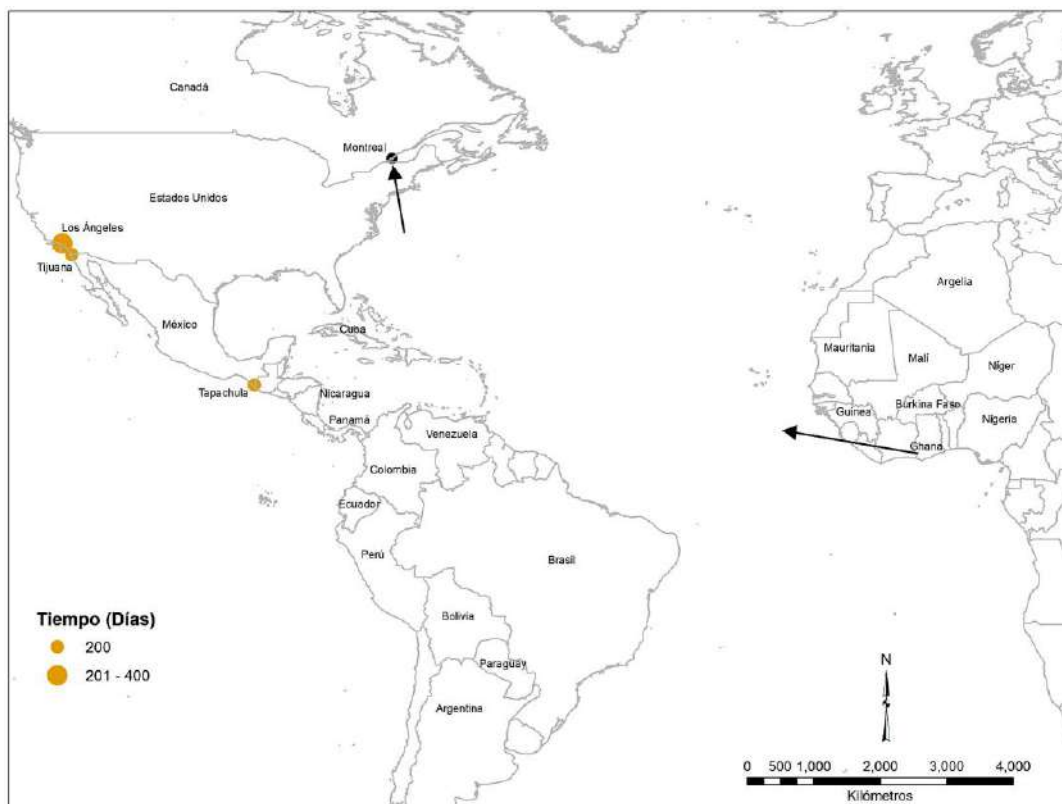 Canadá
Montreal
Estados Unidos
Los Ángeles
Tijuana
México
Cuba
Tapachula
Nicaragua
Panamá
Venezuela
Colombia
Ecuador
Perú
Brasil
Bolivia
Paraguay
Argentina
Argelia
Mauritania
Malí
Níger
Guinea
Burkina Faso
Nigeria
Ghana
Tiempo (Días)
200
201 - 400
N
0 500 1,000 2,000 3,000 4,000
Kilómetros